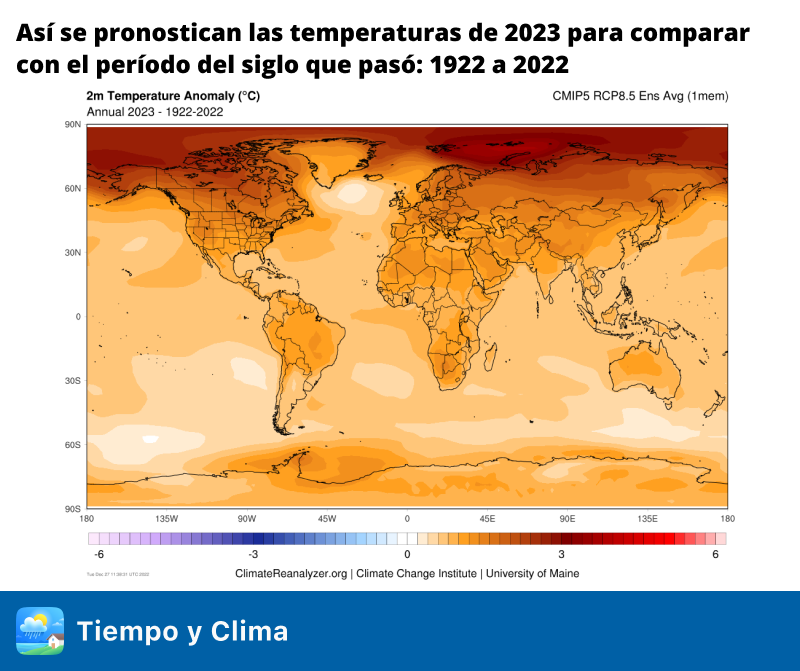 Así se pronostican las temperaturas de 2023 para comparar
con el período del siglo que pasó: 1922 a 2022
2m Temperature Anomaly (°C)
CMIP5 RCP8.5 Ens Avg (1mem)
Annual 2023 - 1922-2022
90N
60N
30N
0
30S
60S
90S
180 135W 90W 45W 0 45E 90E 135E 180
-6 -3 0 3 6
ClimateReanalyzer.org | Climate Change Institute | University of Maine
Tiempo y Clima